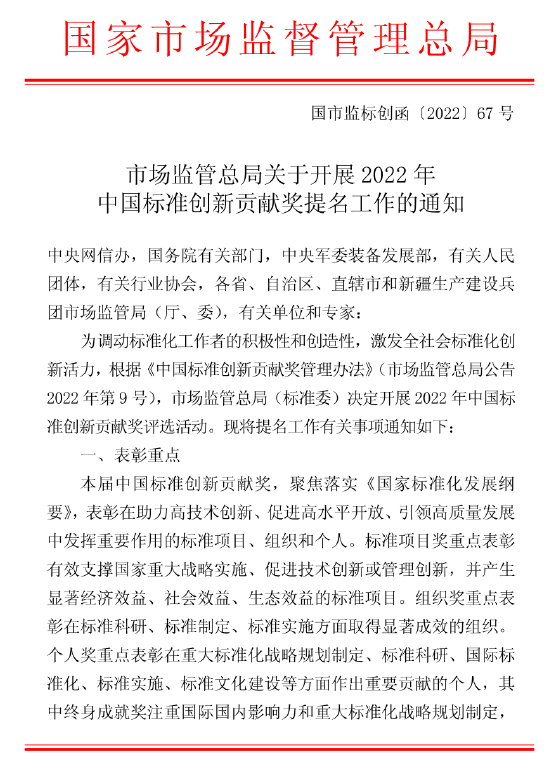 国家市场监督管理总局
国市监标创函〔2022〕67 号
市场监管总局关于开展 2022 年
中国标准创新贡献奖提名工作的通知
中央网信办，国务院有关部门，中央军委装备发展部，有关人民
团体，有关行业协会，各省、自治区、直辖市和新疆生产建设兵
团市场监管局（厅、委），有关单位和专家：
为调动标准化工作者的积极性和创造性，激发全社会标准化创
新活力，根据《中国标准创新贡献奖管理办法》（市场监管总局公告
2022 年第 9 号），市场监管总局（标准委）决定开展 2022 年中国标
准创新贡献奖评选活动。现将提名工作有关事项通知如下：
一、表彰重点
本届中国标准创新贡献奖，聚焦落实《国家标准化发展纲
要》，表彰在助力高技术创新、促进高水平开放、引领高质量发展
中发挥重要作用的标准项目、组织和个人。标准项目奖重点表彰
有效支撑国家重大战略实施、促进技术创新或管理创新，并产生
显著经济效益、社会效益、生态效益的标准项目。组织奖重点表
彰在标准科研、标准制定、标准实施方面取得显著成效的组织。
个人奖重点表彰在重大标准化战略规划制定、标准科研、国际标
准化、标准实施、标准文化建设等方面作出重要贡献的个人，其
中终身成就奖注重国际国内影响力和重大标准化战略规划制定，